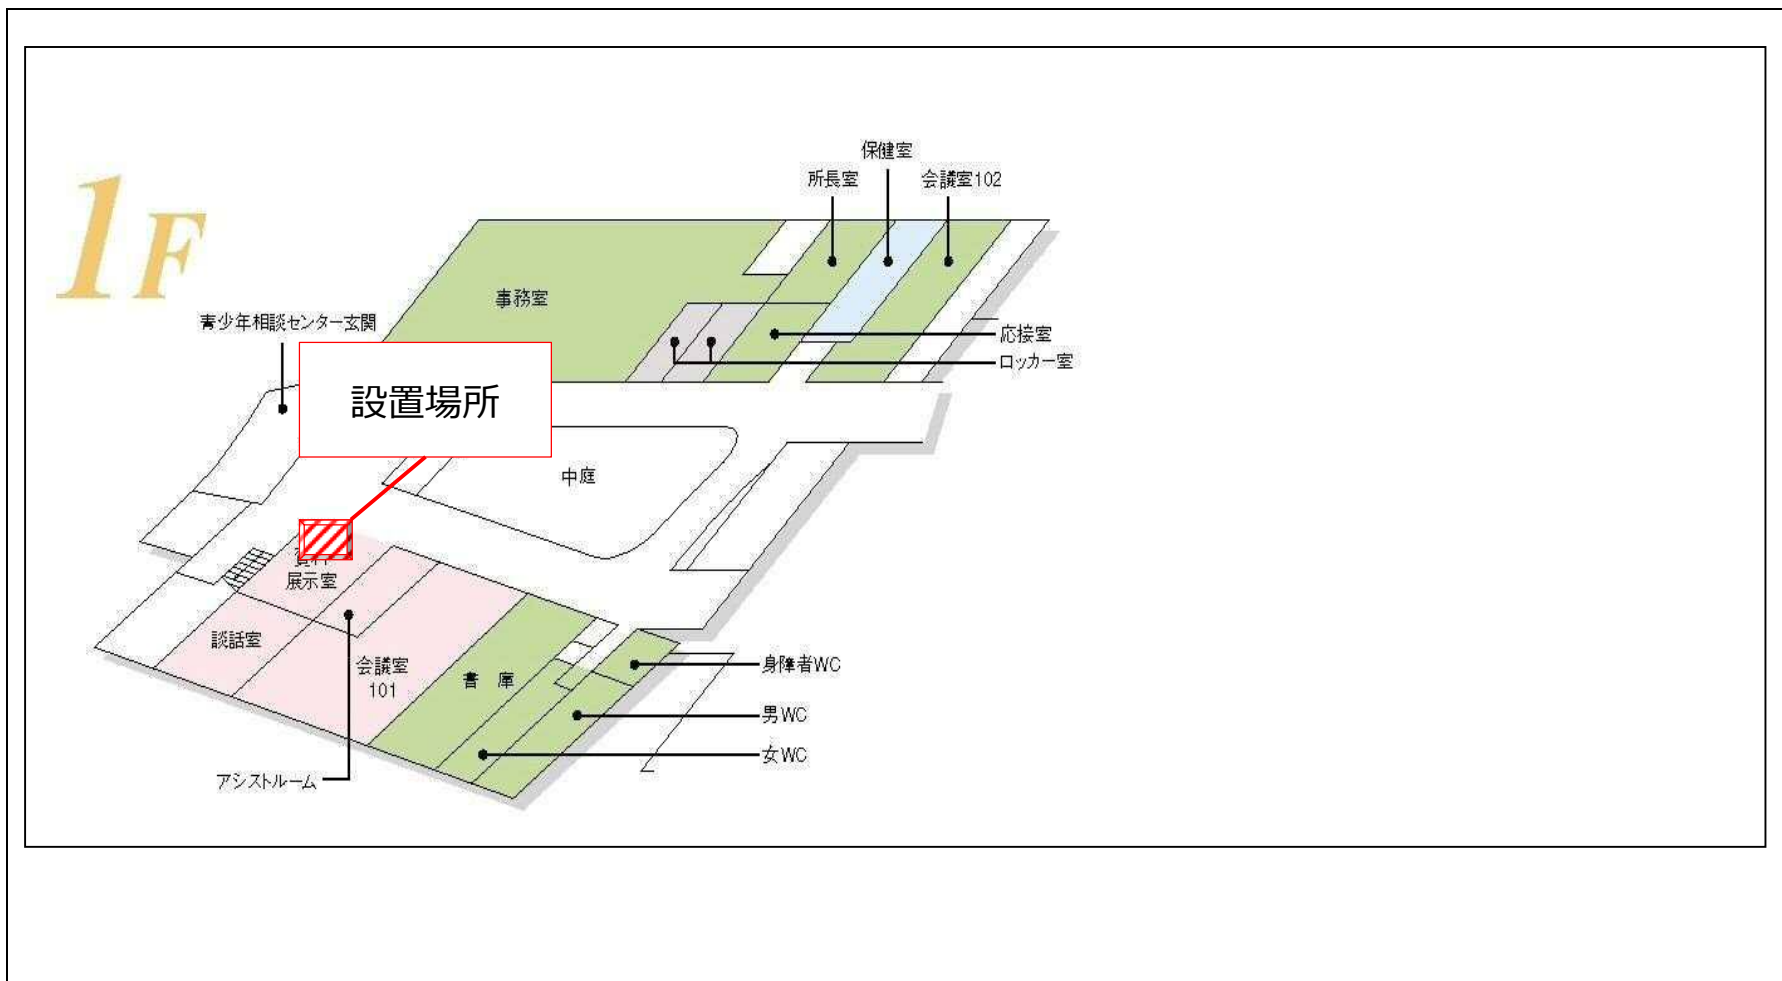 1F
保健室
所長室
会議室102
事務室
青少年相談センター玄関
応接室
ロッカー室
設置場所
中庭
展示室
談話室
会議室
101
書 庫
身障者WC
男WC
女WC
アシストルーム